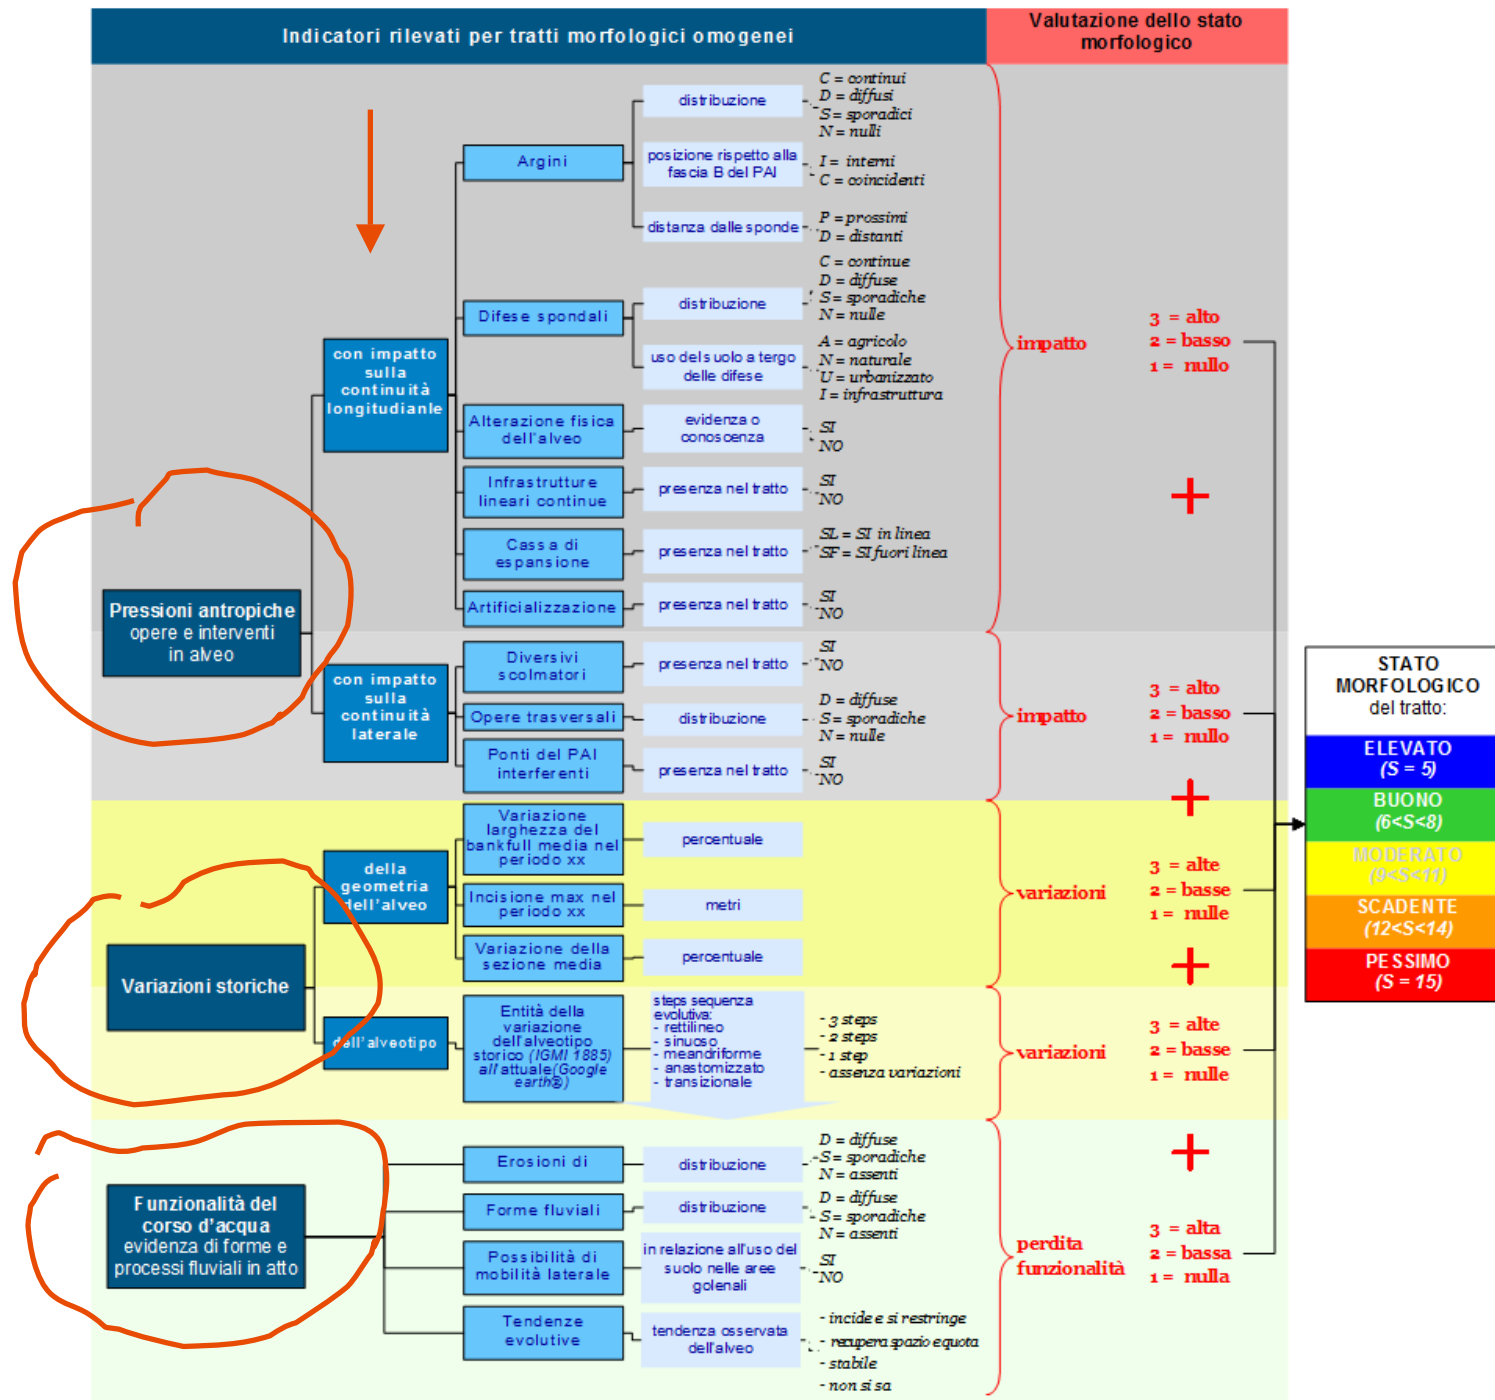 Indicatori rilevati per tratti morfologici omogenei
Valutazione dello stato
morfologico
Pressioni antropiche
opere e interventi
in alveo
con impatto
sulla
continuità
longitudianle
Argini
distribuzione
C = continui
D = diffusi
S = sporadici
N = nulli
posizione rispetto alla
fascia B del PAI
I = interni
C = coincidenti
distanza dalle sponde
P = prossimi
D = distanti
Difese spondali
distribuzione
C = continue
D = diffuse
S = sporadiche
N = nulle
uso del suolo a tergo
delle difese
A = agricolo
N = naturale
U = urbanizzato
I = infrastruttura
Alterazione fisica
dell'alveo
evidenza o
conoscenza
SI
NO
Infrastrutture
lineari continue
presenza nel tratto
SI
NO
Cassa di
espansione
presenza nel tratto
SL = SI in linea
SF = SI fuori linea
Artificializzazione
presenza nel tratto
SI
NO
impatto
3 = alto
2 = basso
1 = nullo
+
con impatto
sulla
continuità
laterale
Diversivi
scolmatori
presenza nel tratto
SI
NO
Opere trasversali
distribuzione
D = diffuse
S = sporadiche
N = nulle
Ponti del PAI
interferenti
presenza nel tratto
SI
NO
impatto
3 = alto
2 = basso
1 = nullo
+
Variazioni storiche
della
geometria
dell'alveo
Variazione
larghezza del
bankfull media nel
periodo xx
percentuale
Incisione max nel
periodo xx
metri
Variazione della
sezione media
percentuale
variazioni
3 = alte
2 = basse
1 = nulle
+
dell'alveotipo
Entità della
variazione
dell'alveotipo
storico (IGMI 1885)
all'attuale(Google
earth®)
steps sequenza
evolutiva:
- rettilineo
- sinuoso
- meandriforme
- anastomizzato
- transizionale
- 3 steps
- 2 steps
- 1 step
- assenza variazioni
variazioni
3 = alte
2 = basse
1 = nulle
+
Funzionalità del
corso d'acqua
evidenza di forme e
processi fluviali in atto
Erosioni di
distribuzione
D = diffuse
S = sporadiche
N = assenti
Forme fluviali
distribuzione
D = diffuse
S = sporadiche
N = assenti
Possibilità di
mobilità laterale
in relazione all'uso del
suolo nelle aree
golenali
SI
NO
Tendenze
evolutive
tendenza osservata
dell'alveo
- incide e si restringe
- recupera spazio e quota
- stabile
- non si sa
perdita
funzionalità
3 = alta
2 = bassa
1 = nulla
STATO
MORFOLOGICO
del tratto:
ELEVATO
(S = 5)
BUONO
(6<S<8)
MODERATO
(9<S<11)
SCADENTE
(12<S<14)
PESSIMO
(S = 15)